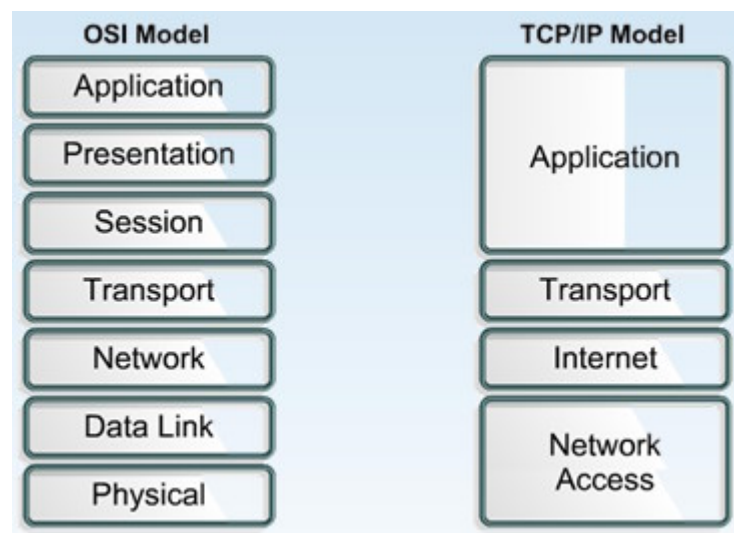 OSI Model
Application
Presentation
Session
Transport
Network
Data Link
Physical
TCP/IP Model
Application
Transport
Internet
Network
Access